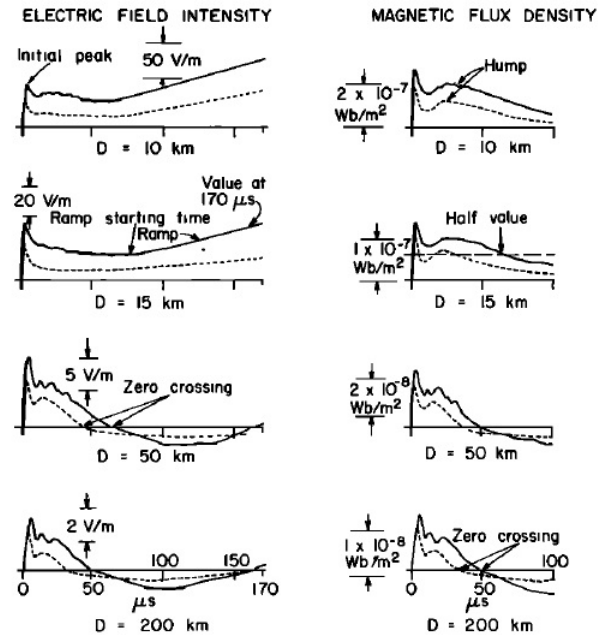 ELECTRIC FIELD INTENSITY
Initial peak
50 V/m
D = 10 km
20 V/m
Ramp starting time
Ramp
Value at
170 μs
D = 15 km
5 V/m
Zero crossing
D = 50 km
2 V/m
0
50
100
150
170
μs
D = 200 km
MAGNETIC FLUX DENSITY
2 x 10⁻⁷
Wb/m²
Hump
D = 10 km
1 x 10⁻⁷
Wb/m²
Half value
D = 15 km
2 x 10⁻⁸
Wb/m²
D = 50 km
1 x 10⁻⁸
Wb/m²
Zero crossing
0
50
100
μs
D = 200 km